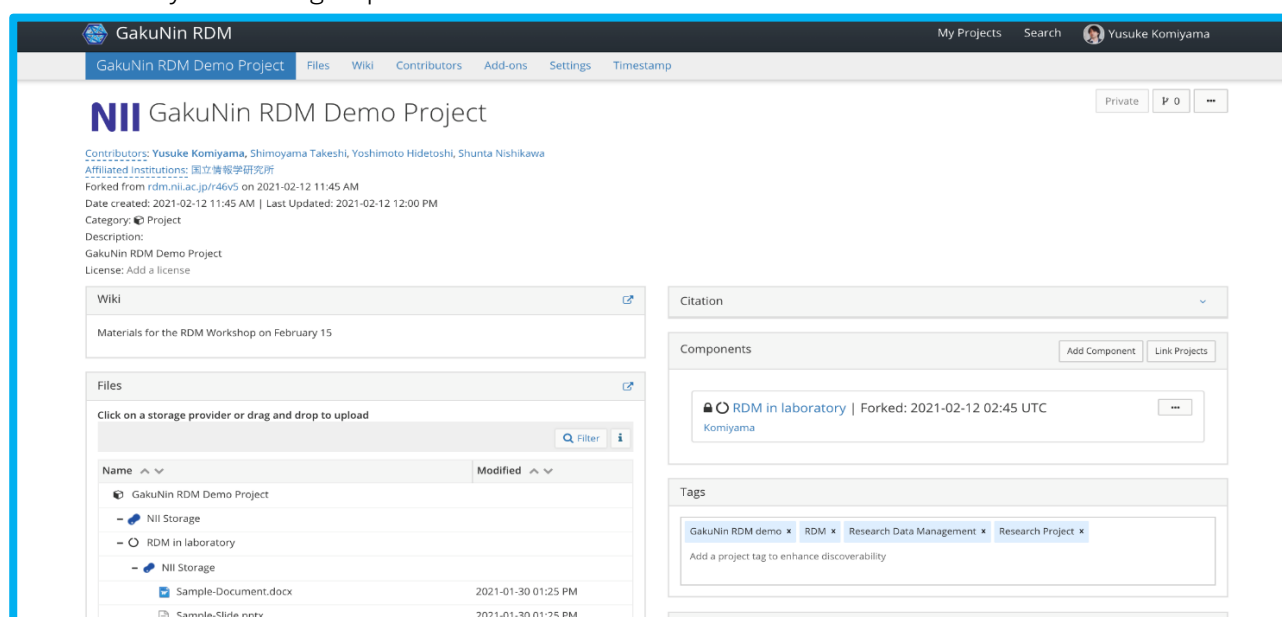 GakuNin RDM
My Projects Search Yusuke Komiyama
GakuNin RDM Demo Project Files Wiki Contributors Add-ons Settings Timestamp
NII GakuNin RDM Demo Project
Private 0
Contributors: Yusuke Komiyama, Shimoyama Takeshi, Yoshimoto Hidetoshi, Shunta Nishikawa
Affiliated Institutions: 国立情報学研究所
Forked from rdm.nii.ac.jp/r46v5 on 2021-02-12 11:45 AM
Date created: 2021-02-12 11:45 AM | Last Updated: 2021-02-12 12:00 PM
Category: Project
Description:
GakuNin RDM Demo Project
License: Add a license
Wiki
Materials for the RDM Workshop on February 15
Files
Click on a storage provider or drag and drop to upload
Filter i
Name Modified
GakuNin RDM Demo Project
NII Storage
RDM in laboratory
NII Storage
Sample-Document.docx 2021-01-30 01:25 PM
Sample-Slide.pptx 2021-01-30 01:25 PM
Citation
Components Add Component Link Projects
RDM in laboratory | Forked: 2021-02-12 02:45 UTC
Komiyama
Tags
GakuNin RDM demo × RDM × Research Data Management × Research Project ×
Add a project tag to enhance discoverability